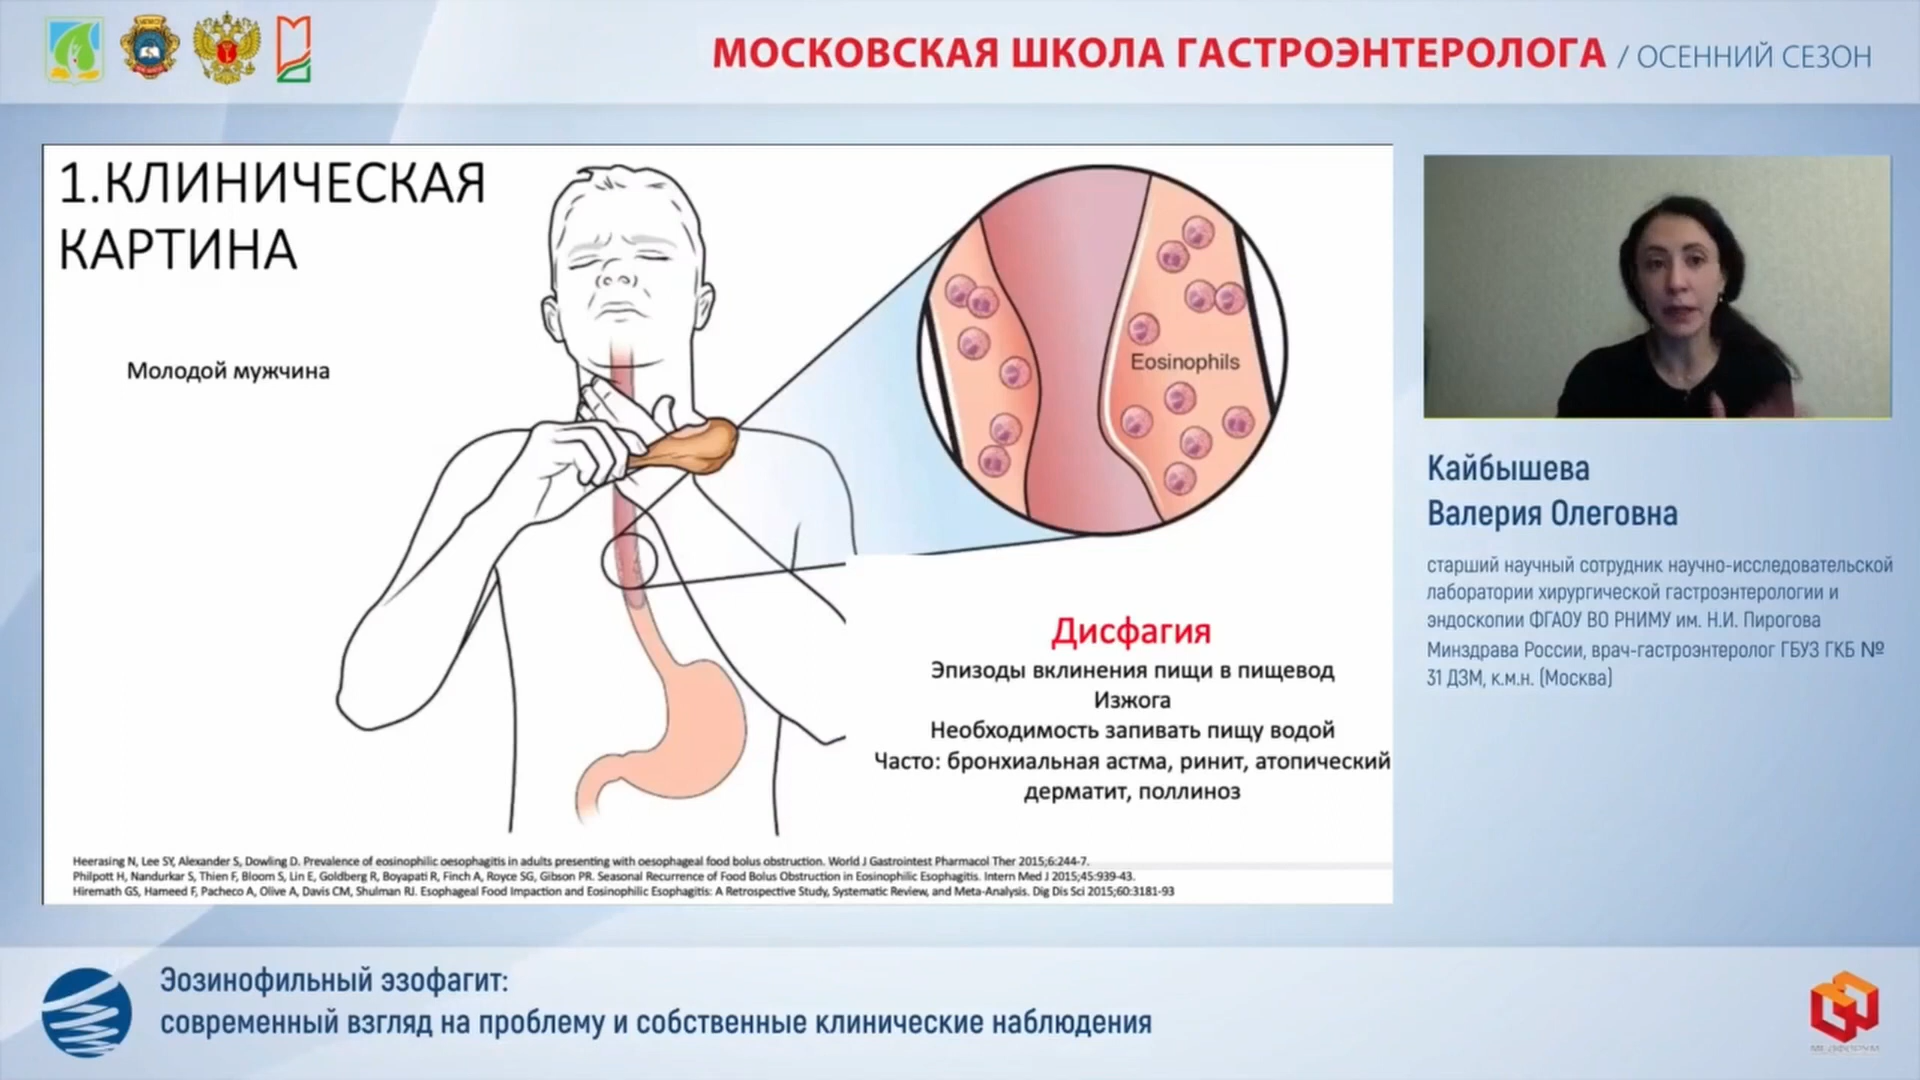 МОСКОВСКАЯ ШКОЛА ГАСТРОЭНТЕРОЛОГА / ОСЕННИЙ СЕЗОН
1.КЛИНИЧЕСКАЯ
КАРТИНА
Молодой мужчина
Eosinophils
Дисфагия
Эпизоды вклинения пищи в пищевод
Изжога
Необходимость запивать пищу водой
Часто: бронхиальная астма, ринит, атопический
дерматит, поллиноз
Heerasing N, Lee SY, Alexander S, Dowling D. Prevalence of eosinophilic oesophagitis in adults presenting with oesophageal food bolus obstruction. World J Gastrointest Pharmacol Ther 2015;6:244-7.
Philpott H, Nandurkar S, Thien F, Bloom S, Lin E, Goldberg R, Boyapati R, Finch A, Royce SG, Gibson PR. Seasonal Recurrence of Food Bolus Obstruction in Eosinophilic Esophagitis. Intern Med J 2015;45:939-43.
Hiremath GS, Hameed F, Pacheco A, Olive A, Davis CM, Shulman RJ. Esophageal Food Impaction and Eosinophilic Esophagitis: A Retrospective Study, Systematic Review, and Meta-Analysis. Dig Dis Sci 2015;60:3181-93
Кайбышева
Валерия Олеговна
старший научный сотрудник научно-исследовательской
лаборатории хирургической гастроэнтерологии и
эндоскопии ФГАОУ ВО РНИМУ им. Н.И. Пирогова
Минздрава России, врач-гастроэнтеролог ГБУЗ ГКБ №
31 ДЗМ, к.м.н. (Москва)
Эозинофильный эзофагит:
современный взгляд на проблему и собственные клинические наблюдения
МЕДФОРУМ